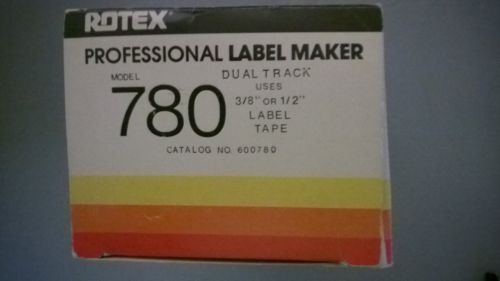 ROTEX
PROFESSIONAL LABEL MAKER
MODEL
780
DUAL TRACK
USES
3/8" OR 1/2"
LABEL
TAPE
CATALOG NO. 600780